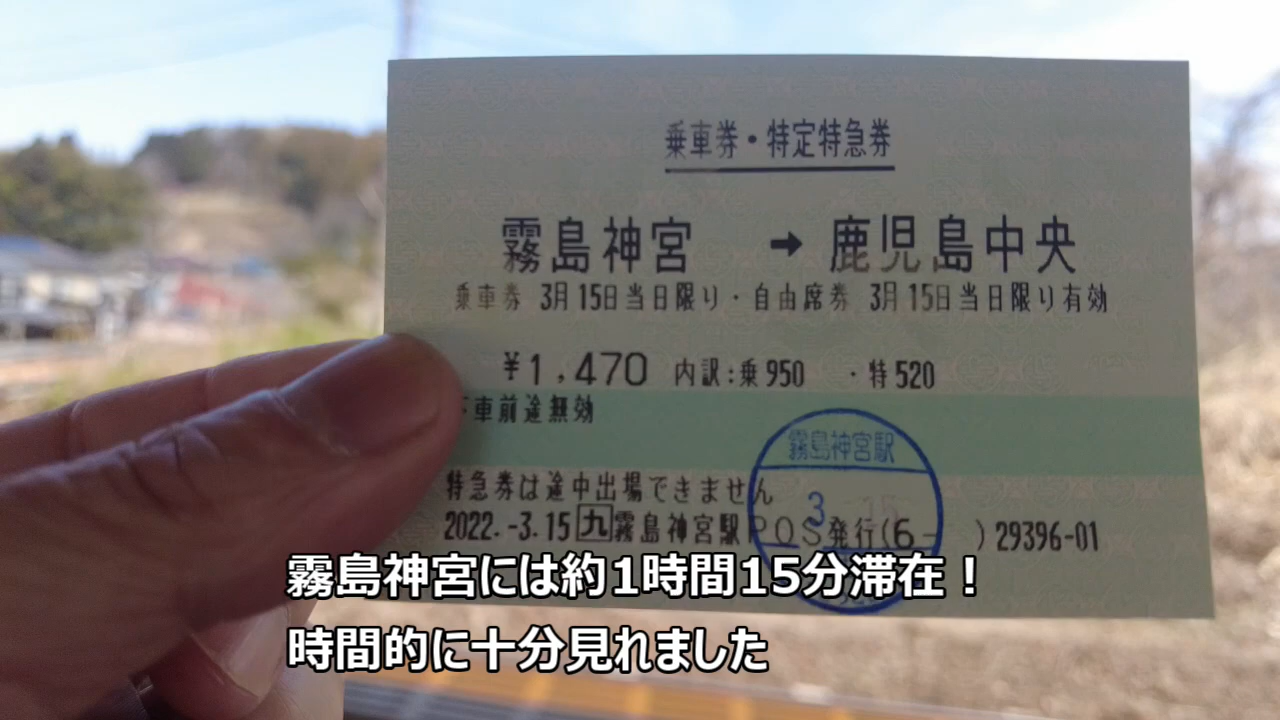 乗車券・特定特急券
霧島神宮 → 鹿児島中央
乗車券 3月15日当日限り・自由席券 3月15日当日限り有効
¥1,470 内訳:乗950 ・特520
車前途無効
特急券は途中出場できません
2022.-3.15 九 霧島神宮駅POS発行(6- ) 29396-01
霧島神宮駅
3 15
霧島神宮には約1時間15分滞在!
時間的に十分見れました